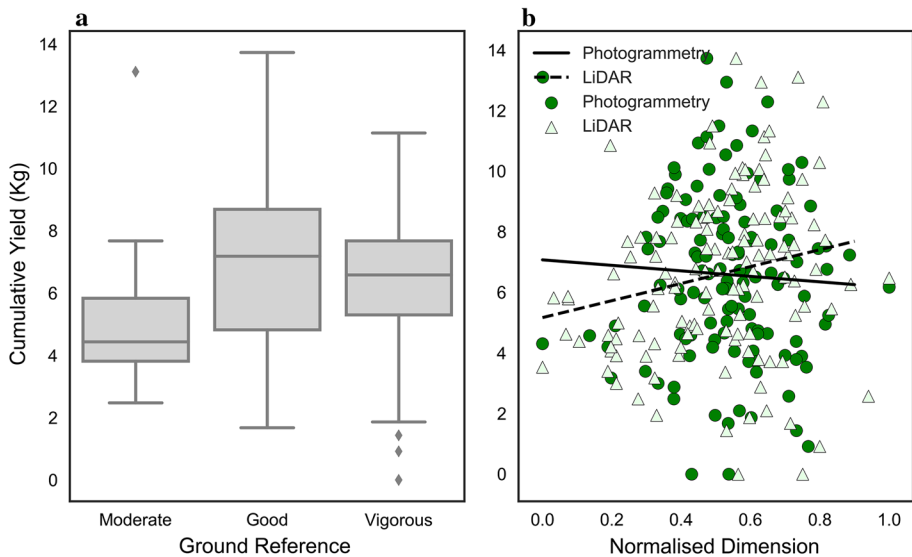 a
14
12
10
8
6
4
2
0
Cumulative Yield (Kg)
Moderate Good Vigorous
Ground Reference
b
14
12
10
8
6
4
2
0
Photogrammetry
LiDAR
Photogrammetry
LiDAR
0.0 0.2 0.4 0.6 0.8 1.0
Normalised Dimension